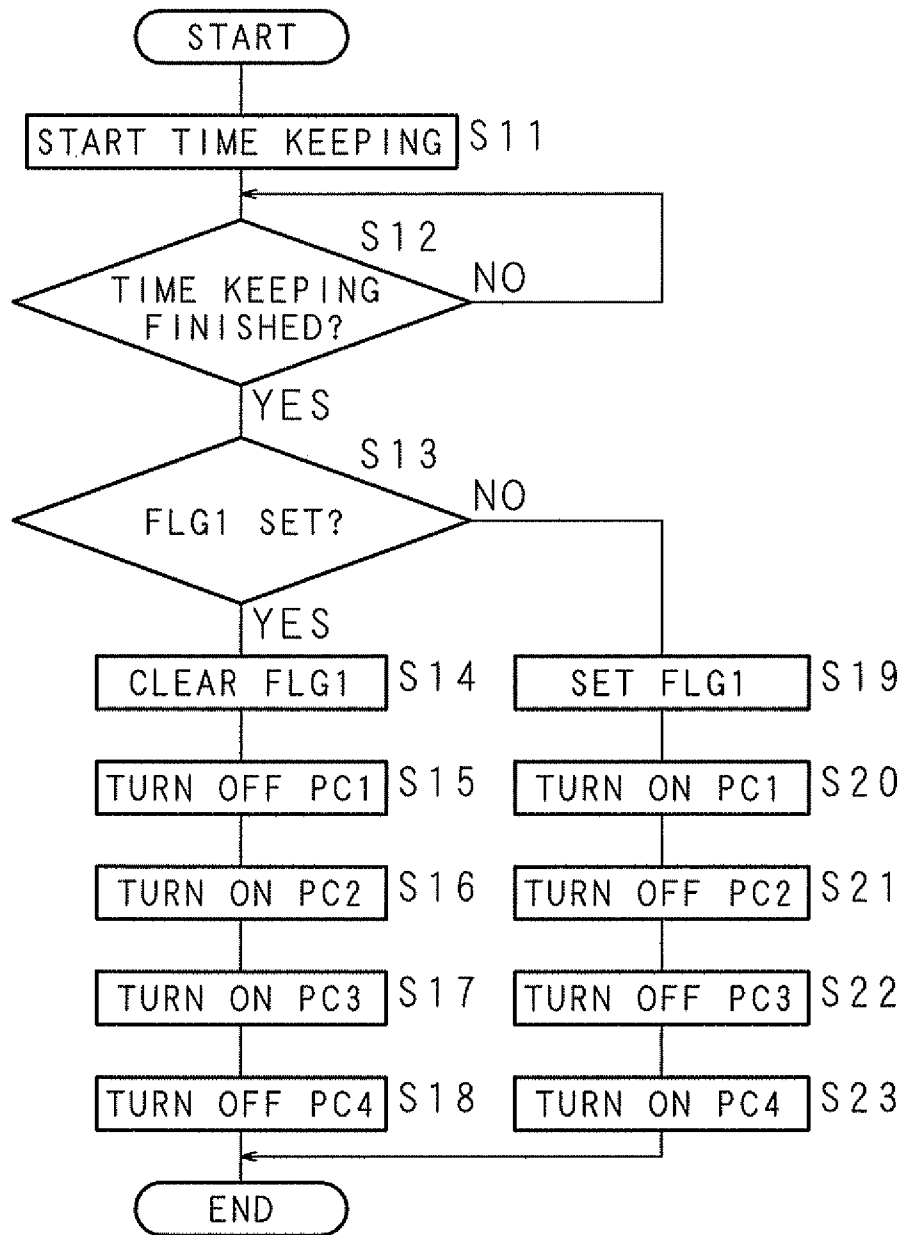 START
START TIME KEEPING
S11
S12
TIME KEEPING
FINISHED?
NO
YES
S13
FLG1 SET?
NO
YES
CLEAR FLG1
S14
SET FLG1
S19
TURN OFF PC1
S15
TURN ON PC1
S20
TURN ON PC2
S16
TURN OFF PC2
S21
TURN ON PC3
S17
TURN OFF PC3
S22
TURN OFF PC4
S18
TURN ON PC4
S23
END